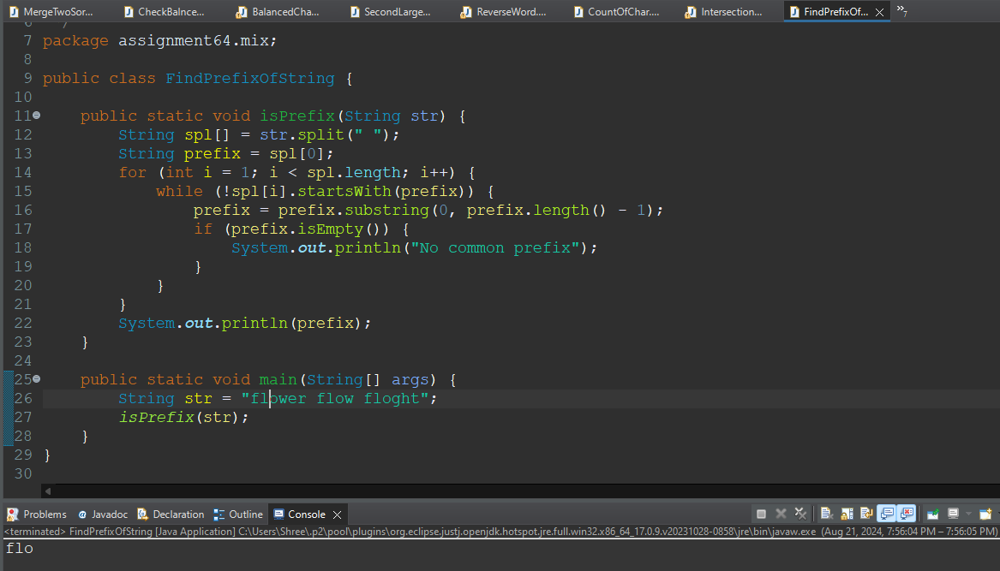 MergeTwoSor... CheckBalnce... BalancedCha... SecondLarge... ReverseWord.... CountOfChar.... Intersection... FindPrefixOf... »7
6 */
7 package assignment64.mix;
8
9 public class FindPrefixOfString {
10
11 public static void isPrefix(String str) {
12 String spl[] = str.split(" ");
13 String prefix = spl[0];
14 for (int i = 1; i < spl.length; i++) {
15 while (!spl[i].startsWith(prefix)) {
16 prefix = prefix.substring(0, prefix.length() - 1);
17 if (prefix.isEmpty()) {
18 System.out.println("No common prefix");
19 }
20 }
21 }
22 System.out.println(prefix);
23 }
24
25 public static void main(String[] args) {
26 String str = "flower flow floght";
27 isPrefix(str);
28 }
29 }
30
Problems @ Javadoc Declaration Outline Console
<terminated> FindPrefixOfString [Java Application] C:\Users\Shree\.p2\pool\plugins\org.eclipse.justj.openjdk.hotspot.jre.full.win32.x86_64_17.0.9.v20231028-0858\jre\bin\javaw.exe (Aug 21, 2024, 7:56:04 PM – 7:56:05 PM)
flo